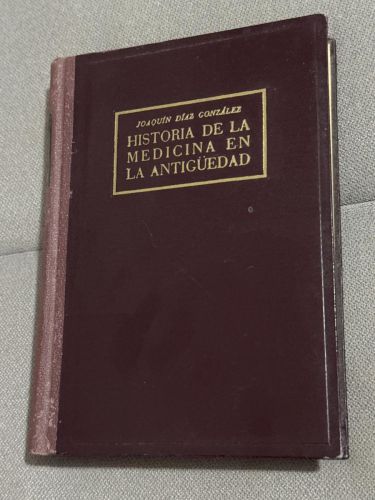 JOAQUÍN DÍAZ GONZÁLEZ
HISTORIA DE LA
MEDICINA EN
LA ANTIGÜEDAD